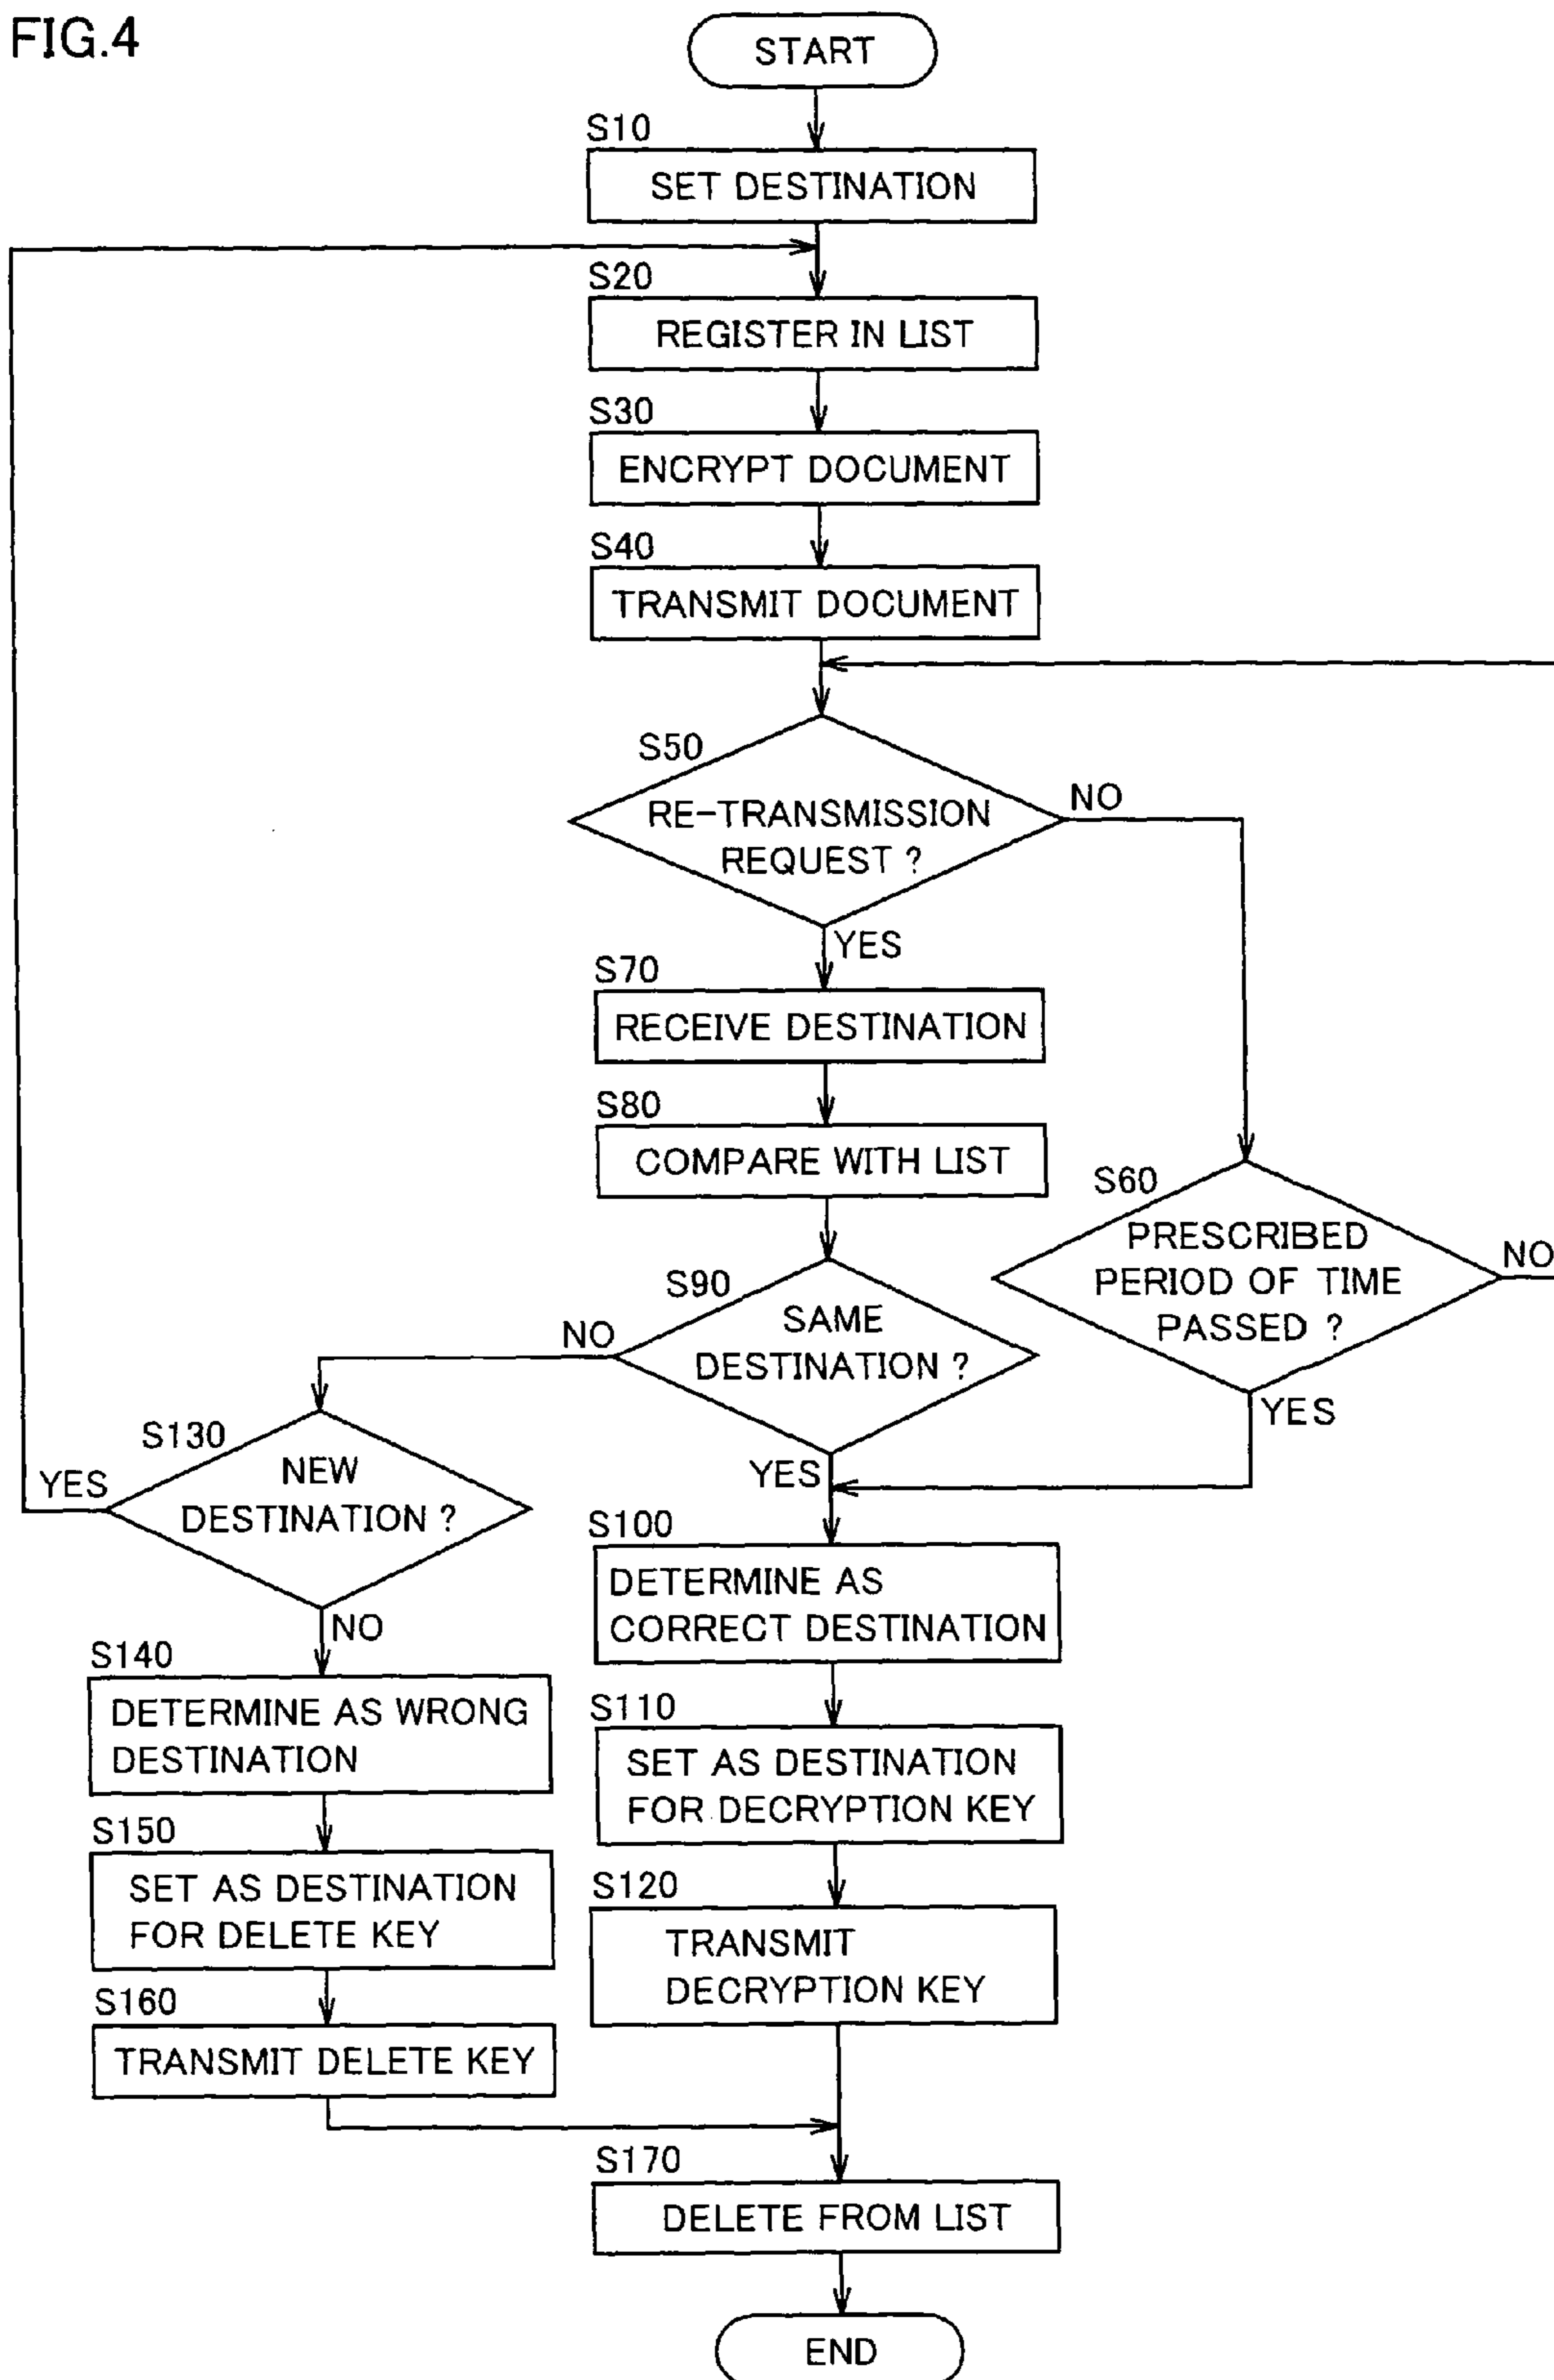 FIG.4
START
S10
SET DESTINATION
S20
REGISTER IN LIST
S30
ENCRYPT DOCUMENT
S40
TRANSMIT DOCUMENT
S50
RE-TRANSMISSION
REQUEST ?
NO
YES
S70
RECEIVE DESTINATION
S80
COMPARE WITH LIST
S60
PRESCRIBED
PERIOD OF TIME
PASSED ?
NO
YES
S90
SAME
DESTINATION ?
NO
YES
S130
NEW
DESTINATION ?
YES
NO
S100
DETERMINE AS
CORRECT DESTINATION
S140
DETERMINE AS WRONG
DESTINATION
S110
SET AS DESTINATION
FOR DECRYPTION KEY
S150
SET AS DESTINATION
FOR DELETE KEY
S120
TRANSMIT
DECRYPTION KEY
S160
TRANSMIT DELETE KEY
S170
DELETE FROM LIST
END